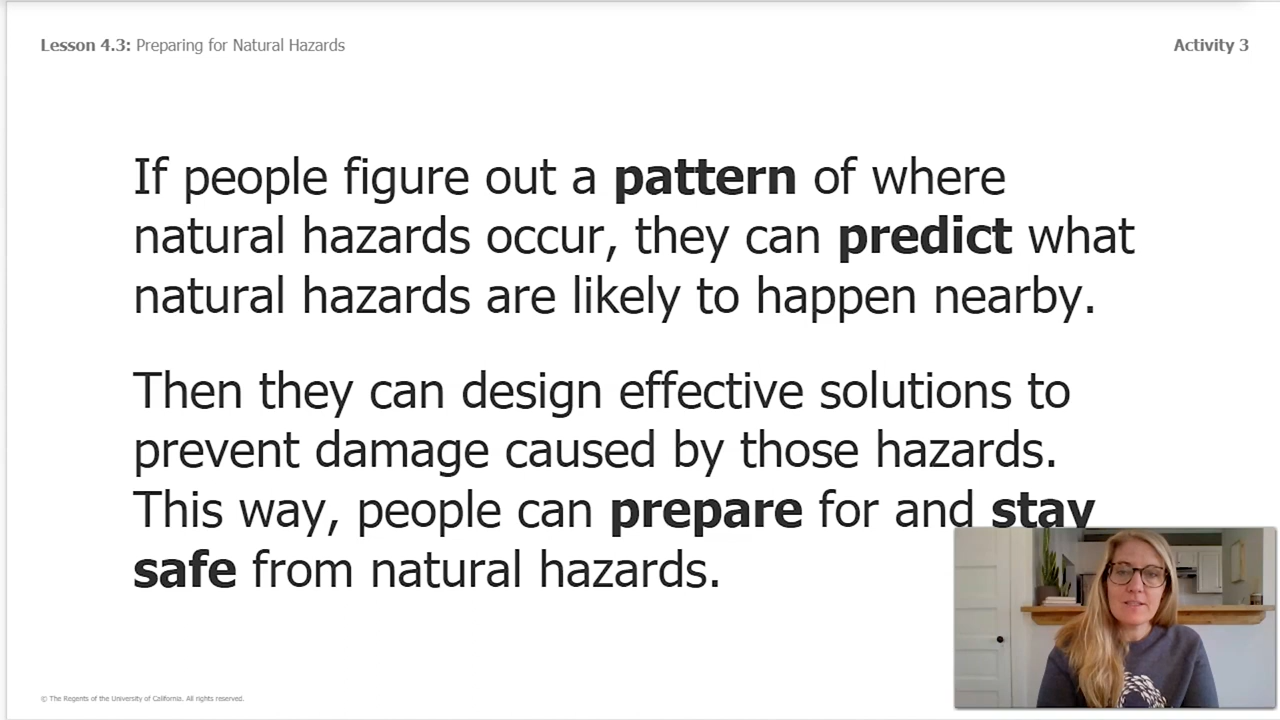 Lesson 4.3: Preparing for Natural Hazards
Activity 3
If people figure out a pattern of where
natural hazards occur, they can predict what
natural hazards are likely to happen nearby.
Then they can design effective solutions to
prevent damage caused by those hazards.
This way, people can prepare for and stay
safe from natural hazards.
© The Regents of the University of California. All rights reserved.